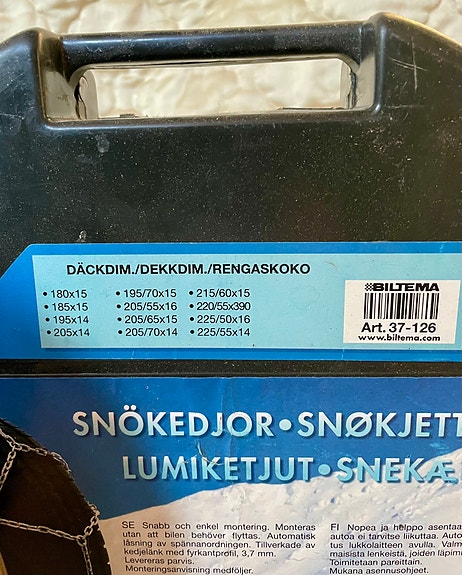 DÄCKDIM./DEKKDIM./RENGASKOKO
• 180x15 • 195/70x15 • 215/60x15
• 185x15 • 205/55x16 • 220/55x390
• 195x14 • 205/65x15 • 225/50x16
• 205x14 • 205/70x14 • 225/55x14
BILTEMA
Art. 37-126
www.biltema.com
SNÖKEDJOR • SNØKJETT
LUMIKETJUT • SNEKÆ
SE Snabb och enkel montering. Monteras
utan att bilen behöver flyttas. Automatisk
låsning av spännanordningen. Tillverkade av
kedjelänk med fyrkantprofil, 3,7 mm.
Levereras parvis.
Monteringsanvisning medföljer.
FI Nopea ja helppo asentaa
autoa ei tarvitse liikuttaa. Auto
tus lukkolaitteen avulla. Valm
maisista lenkeistä, joiden läpim
Toimitetaan pareittain.
Mukana asennusohjeet.